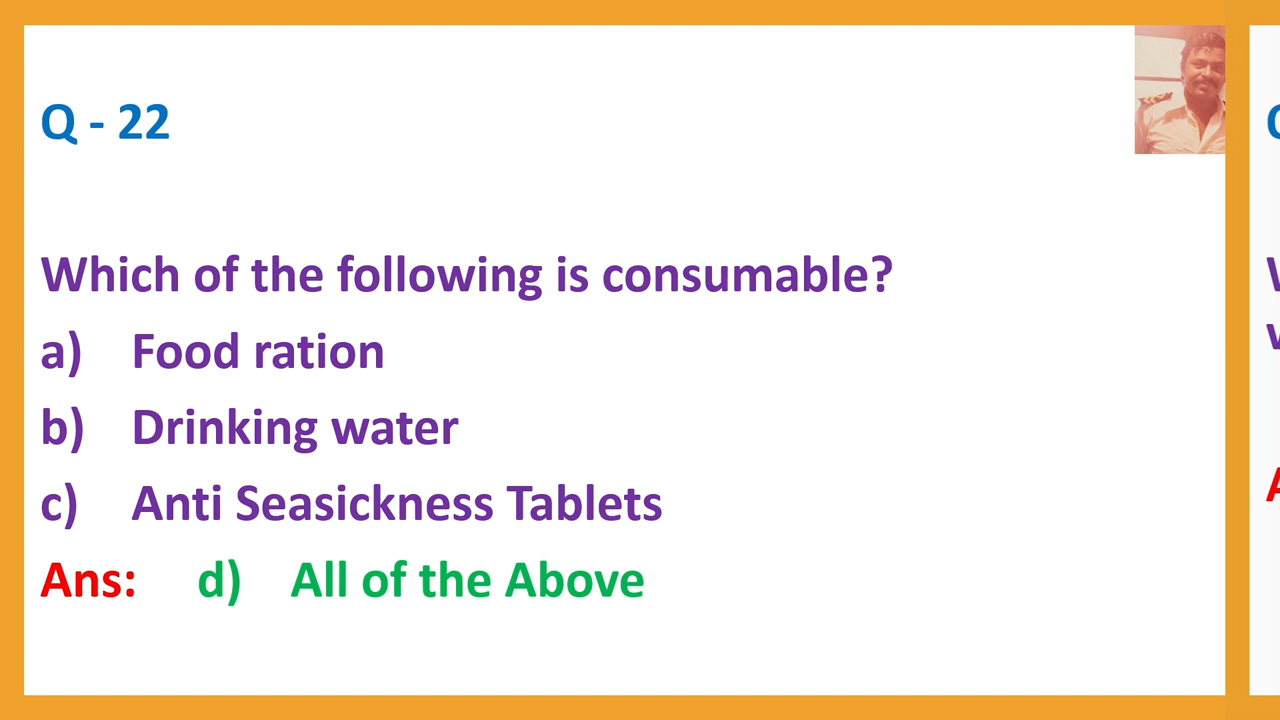 Q - 22
Which of the following is consumable?
a) Food ration
b) Drinking water
c) Anti Seasickness Tablets
Ans: d) All of the Above